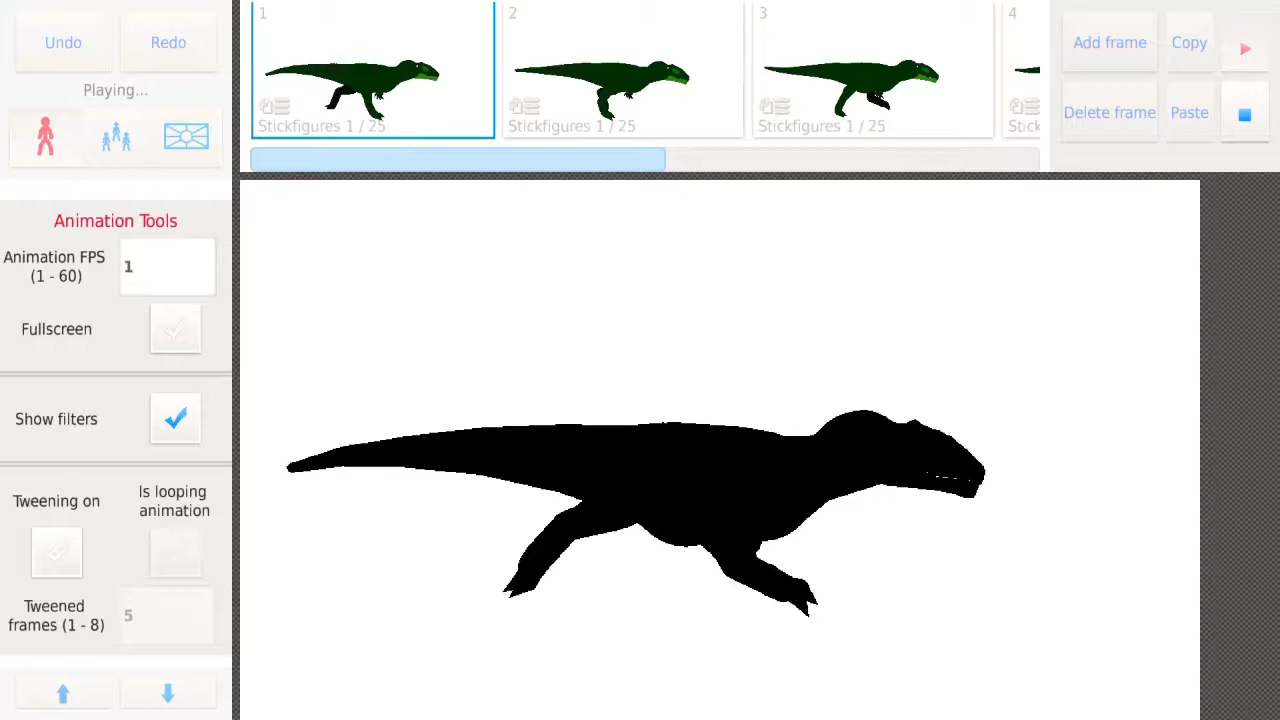 Undo
Redo
Playing...
1
Stickfigures 1 / 25
2
Stickfigures 1 / 25
3
Stickfigures 1 / 25
4
Stick
Add frame
Copy
Delete frame
Paste
Animation Tools
Animation FPS
(1 - 60)
1
Fullscreen
Show filters
Tweening on
Is looping
animation
Tweened
frames (1 - 8)
5